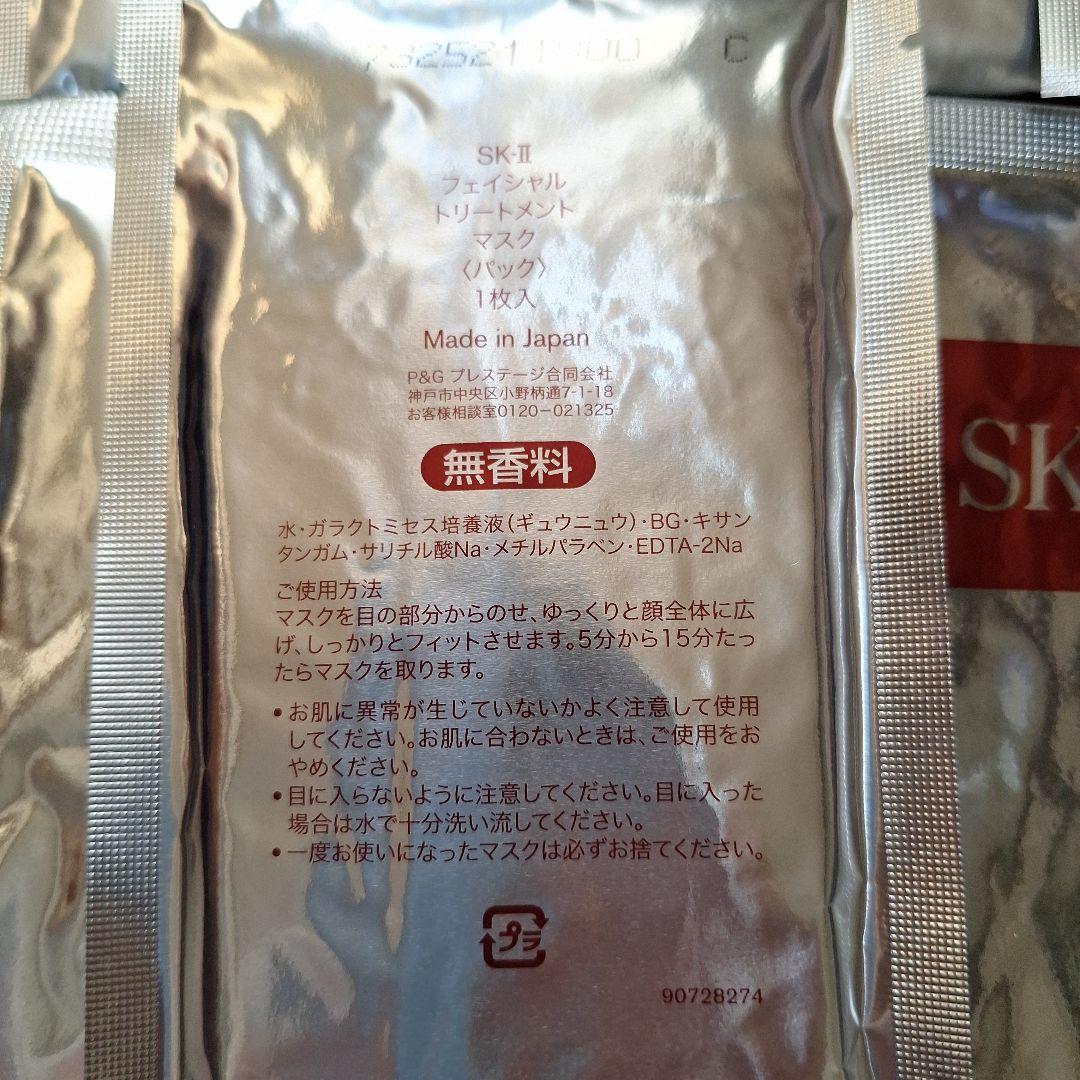 C
SK-II
フェイシャル
トリートメント
マスク
〈パック〉
1枚入
Made in Japan
P&G プレステージ合同会社
神戸市中央区小野柄通7-1-18
お客様相談室0120-021325
無香料
水・ガラクトミセス培養液(ギュウニュウ)・BG・キサン
タンガム・サリチル酸Na・メチルパラベン・EDTA-2Na
ご使用方法
マスクを目の部分からのせ、ゆっくりと顔全体に広
げ、しっかりとフィットさせます。5分から15分たっ
たらマスクを取ります。
•お肌に異常が生じていないかよく注意して使用
してください。お肌に合わないときは、ご使用をお
やめください。
•目に入らないように注意してください。目に入った
場合は水で十分洗い流してください。
•一度お使いになったマスクは必ずお捨てください。
プラ
90728274
SK